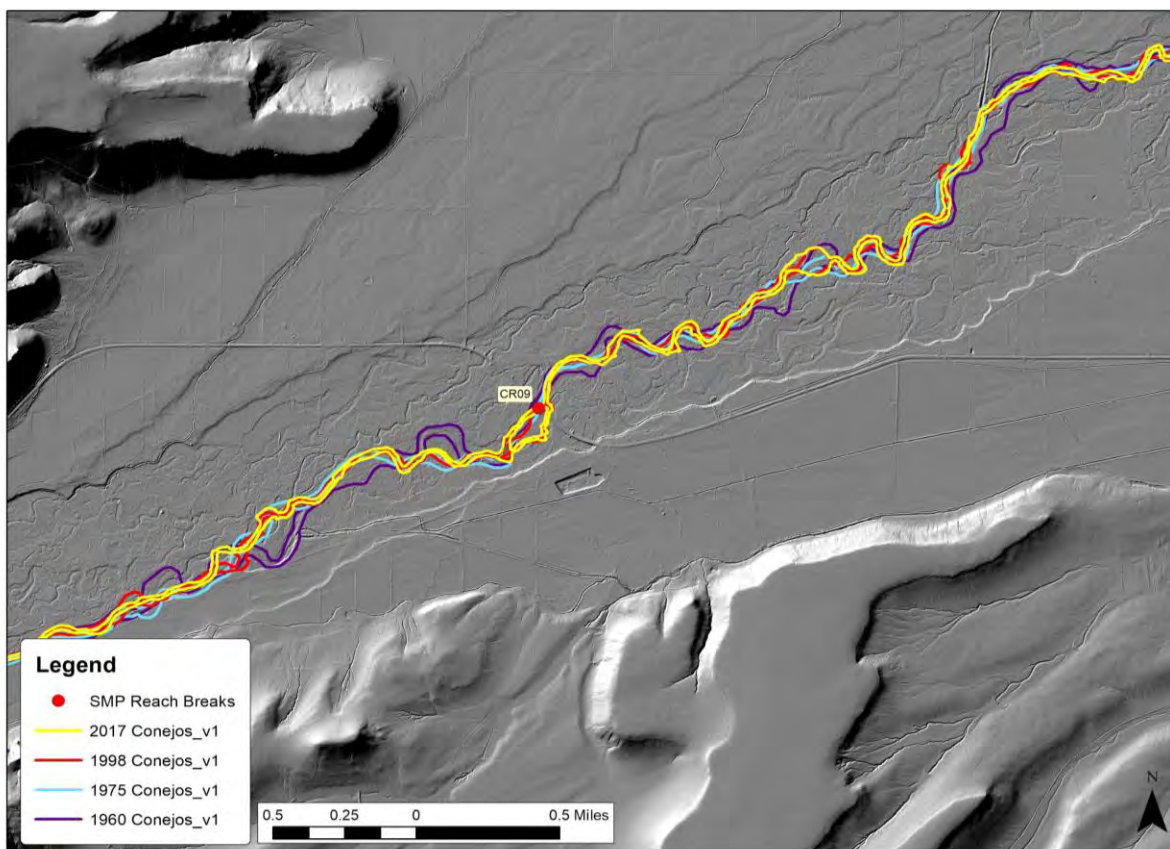 CR09
Legend
SMP Reach Breaks
2017 Conejos_v1
1998 Conejos_v1
1975 Conejos_v1
1960 Conejos_v1
0.5 0.25 0 0.5 Miles
N